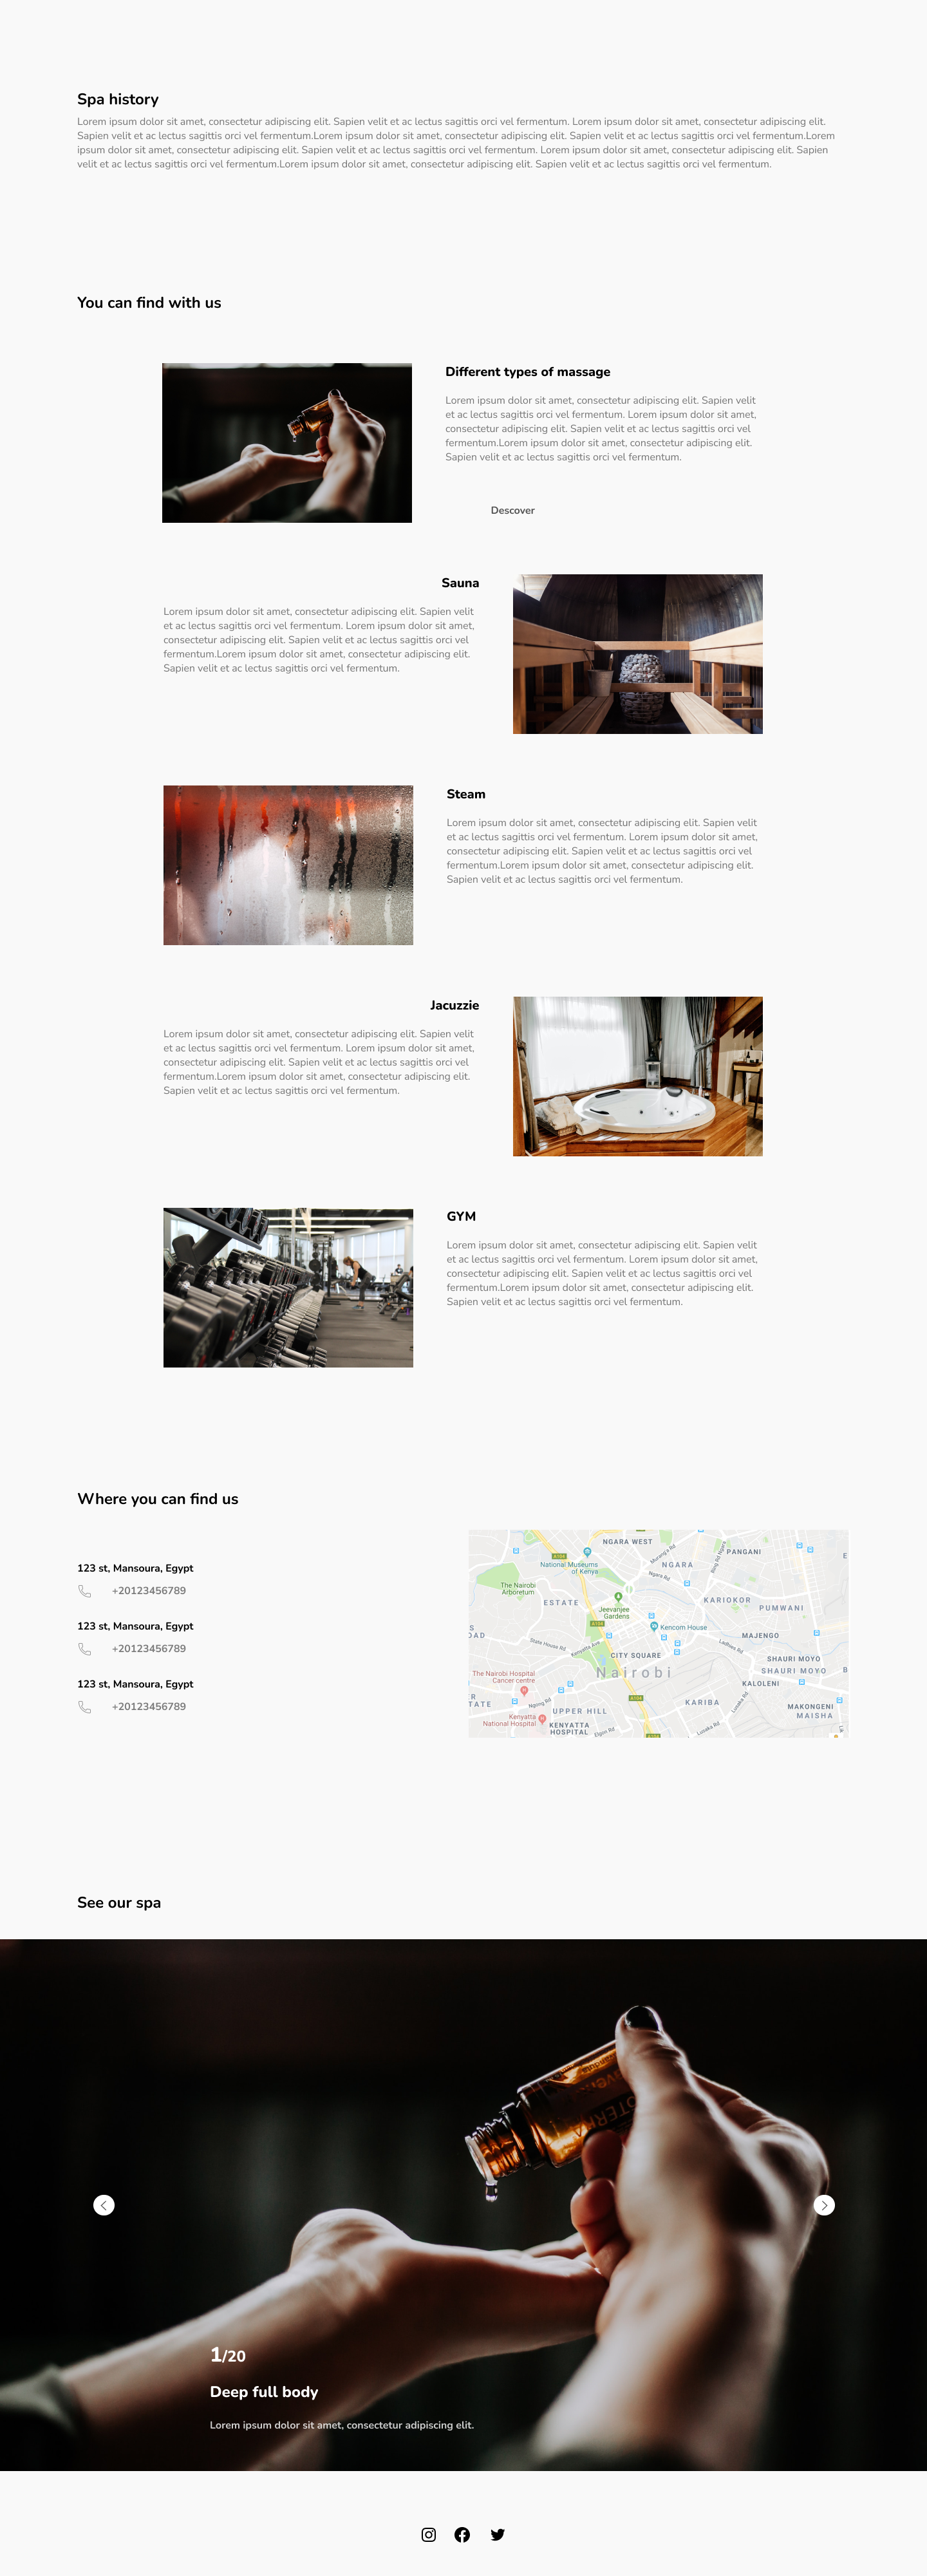 Spa history
Lorem ipsum dolor sit amet, consectetur adipiscing elit. Sapien velit et ac lectus sagittis orci vel fermentum. Lorem ipsum dolor sit amet, consectetur adipiscing elit.
Sapien velit et ac lectus sagittis orci vel fermentum.Lorem ipsum dolor sit amet, consectetur adipiscing elit. Sapien velit et ac lectus sagittis orci vel fermentum.Lorem
ipsum dolor sit amet, consectetur adipiscing elit. Sapien velit et ac lectus sagittis orci vel fermentum. Lorem ipsum dolor sit amet, consectetur adipiscing elit. Sapien
velit et ac lectus sagittis orci vel fermentum.Lorem ipsum dolor sit amet, consectetur adipiscing elit. Sapien velit et ac lectus sagittis orci vel fermentum.
You can find with us
Different types of massage
Lorem ipsum dolor sit amet, consectetur adipiscing elit. Sapien velit
et ac lectus sagittis orci vel fermentum. Lorem ipsum dolor sit amet,
consectetur adipiscing elit. Sapien velit et ac lectus sagittis orci vel
fermentum.Lorem ipsum dolor sit amet, consectetur adipiscing elit.
Sapien velit et ac lectus sagittis orci vel fermentum.
Descover
Sauna
Lorem ipsum dolor sit amet, consectetur adipiscing elit. Sapien velit
et ac lectus sagittis orci vel fermentum. Lorem ipsum dolor sit amet,
consectetur adipiscing elit. Sapien velit et ac lectus sagittis orci vel
fermentum.Lorem ipsum dolor sit amet, consectetur adipiscing elit.
Sapien velit et ac lectus sagittis orci vel fermentum.
Steam
Lorem ipsum dolor sit amet, consectetur adipiscing elit. Sapien velit
et ac lectus sagittis orci vel fermentum. Lorem ipsum dolor sit amet,
consectetur adipiscing elit. Sapien velit et ac lectus sagittis orci vel
fermentum.Lorem ipsum dolor sit amet, consectetur adipiscing elit.
Sapien velit et ac lectus sagittis orci vel fermentum.
Jacuzzie
Lorem ipsum dolor sit amet, consectetur adipiscing elit. Sapien velit
et ac lectus sagittis orci vel fermentum. Lorem ipsum dolor sit amet,
consectetur adipiscing elit. Sapien velit et ac lectus sagittis orci vel
fermentum.Lorem ipsum dolor sit amet, consectetur adipiscing elit.
Sapien velit et ac lectus sagittis orci vel fermentum.
GYM
Lorem ipsum dolor sit amet, consectetur adipiscing elit. Sapien velit
et ac lectus sagittis orci vel fermentum. Lorem ipsum dolor sit amet,
consectetur adipiscing elit. Sapien velit et ac lectus sagittis orci vel
fermentum.Lorem ipsum dolor sit amet, consectetur adipiscing elit.
Sapien velit et ac lectus sagittis orci vel fermentum.
Where you can find us
123 st, Mansoura, Egypt
+20123456789
123 st, Mansoura, Egypt
+20123456789
123 st, Mansoura, Egypt
+20123456789
NGARA WEST
PANGANI
Murang'a Rd
National Museums
of Kenya
NGARA
Ngara Rd
The Nairobi
Arboretum
ESTATE
Jeevanjee
Gardens
KARIOKOR
PUMWANI
Kencom House
State House Rd
Kenyatta Ave
CITY SQUARE
MAJENGO
SHAURI MOYO
SHAURI MOYO
Nairobi
The Nairobi Hospital
Cancer centre
KALOLENI
Ngong Rd
UPPER HILL
KARIBA
MAKONGENI
MAISHA
Kenyatta
National Hospital
KENYATTA
HOSPITAL
Elgon Rd
Lusaka Rd
See our spa
1/20
Deep full body
Lorem ipsum dolor sit amet, consectetur adipiscing elit.